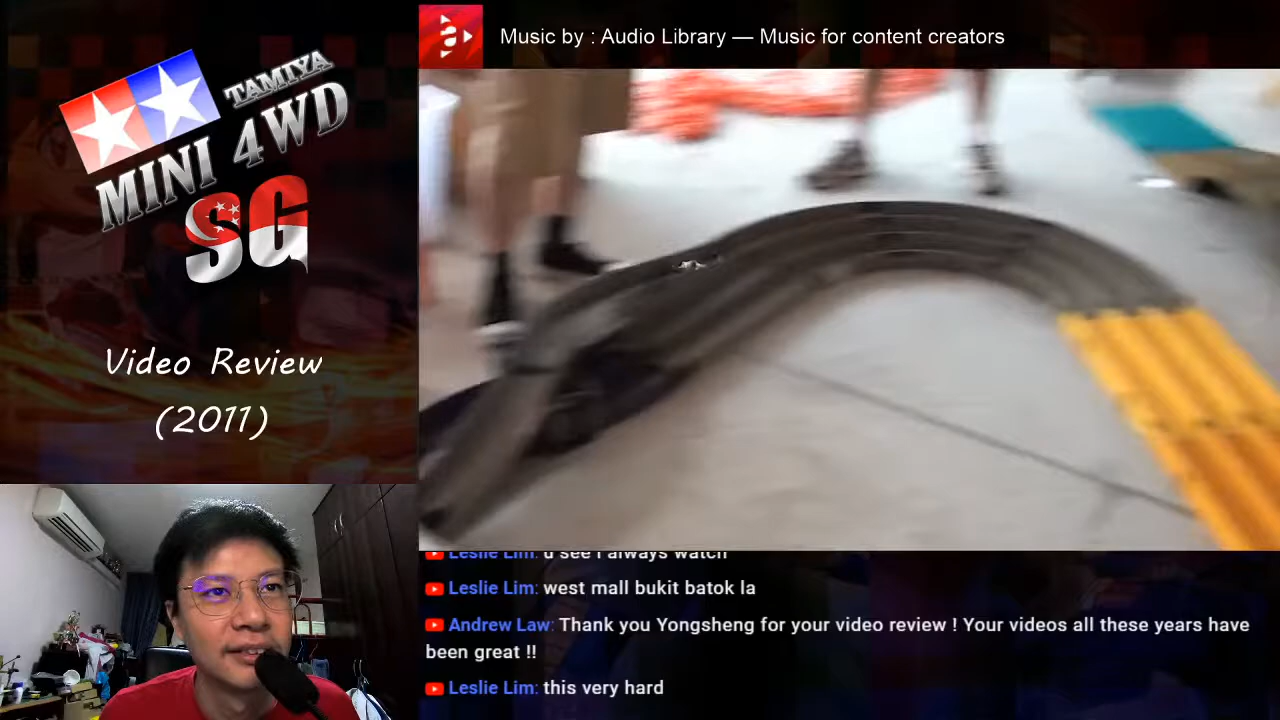 TAMIYA
MINI 4WD
SG
Video Review
(2011)
Music by : Audio Library — Music for content creators
Leslie Lim: u see i always watch
Leslie Lim: west mall bukit batok la
Andrew Law: Thank you Yongsheng for your video review ! Your videos all these years have
been great !!
Leslie Lim: this very hard